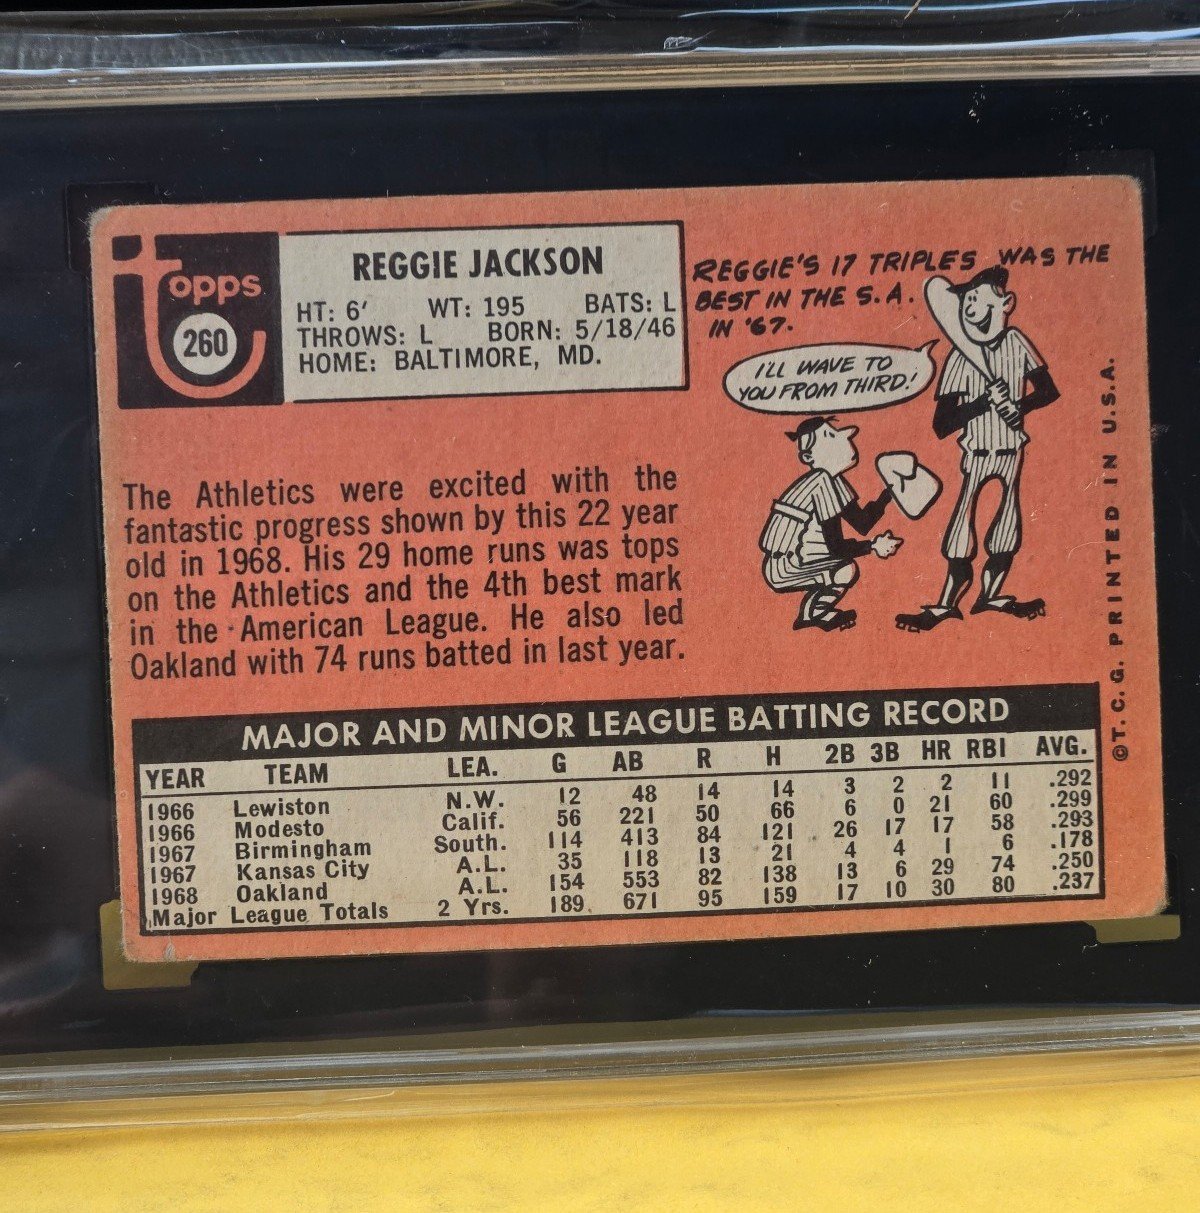 Topps
260
REGGIE JACKSON
HT: 6' WT: 195 BATS: L
THROWS: L BORN: 5/18/46
HOME: BALTIMORE, MD.
REGGIE'S 17 TRIPLES WAS THE
BEST IN THE S.A.
IN '67.
I'LL WAVE TO
YOU FROM THIRD!
The Athletics were excited with the
fantastic progress shown by this 22 year
old in 1968. His 29 home runs was tops
on the Athletics and the 4th best mark
in the American League. He also led
Oakland with 74 runs batted in last year.
©T.C.G. PRINTED IN U.S.A.
MAJOR AND MINOR LEAGUE BATTING RECORD
YEAR TEAM LEA. G AB R H 2B 3B HR RBI AVG.
1966 Lewiston N.W. 12 48 14 14 3 2 2 11 .292
1966 Modesto Calif. 56 221 50 66 6 0 21 60 .299
1967 Birmingham South. 114 413 84 121 26 17 17 58 .293
1967 Kansas City A.L. 35 118 13 21 4 4 1 6 .178
1968 Oakland A.L. 154 553 82 138 13 6 29 74 .250
Major League Totals 2 Yrs. 189 671 95 159 17 10 30 80 .237